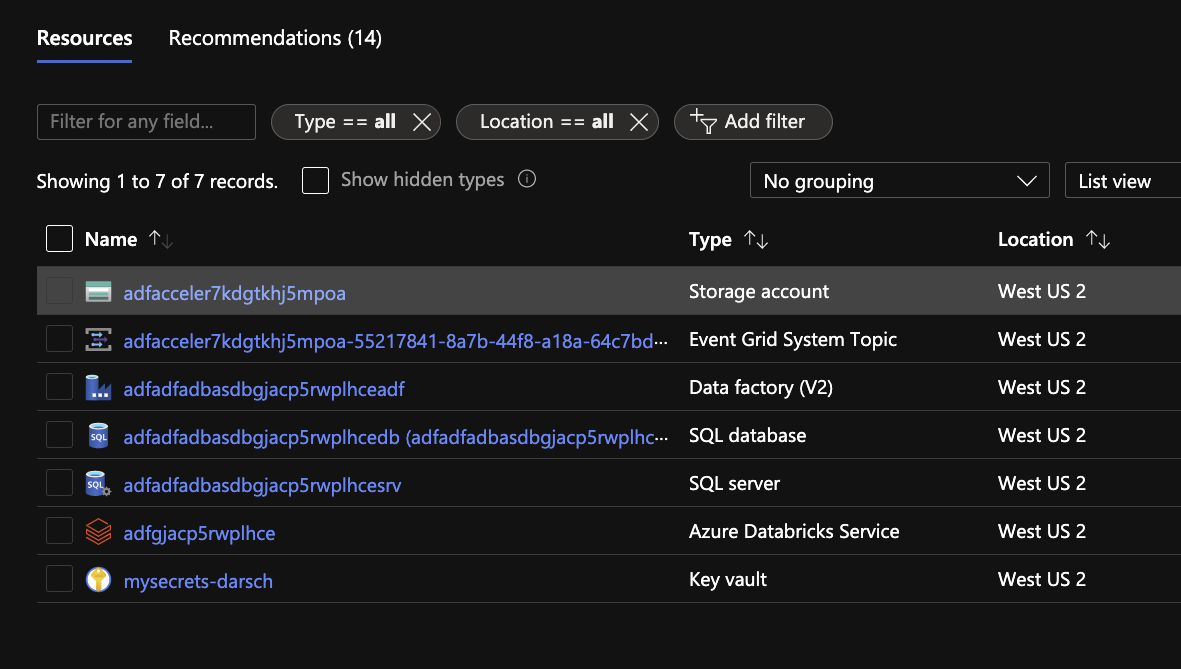 Resources Recommendations (14)
Filter for any field... Type == all Location == all Add filter
Showing 1 to 7 of 7 records. Show hidden types No grouping List view
Name Type Location
adfacceler7kdgtkhj5mpoa Storage account West US 2
adfacceler7kdgtkhj5mpoa-55217841-8a7b-44f8-a18a-64c7bd... Event Grid System Topic West US 2
adfadfadbasdbgjacp5rwplhceadf Data factory (V2) West US 2
adfadfadbasdbgjacp5rwplhcedb (adfadfadbasdbgjacp5rwplhc... SQL database West US 2
adfadfadbasdbgjacp5rwplhcesrv SQL server West US 2
adfgjacp5rwplhce Azure Databricks Service West US 2
mysecrets-darsch Key vault West US 2